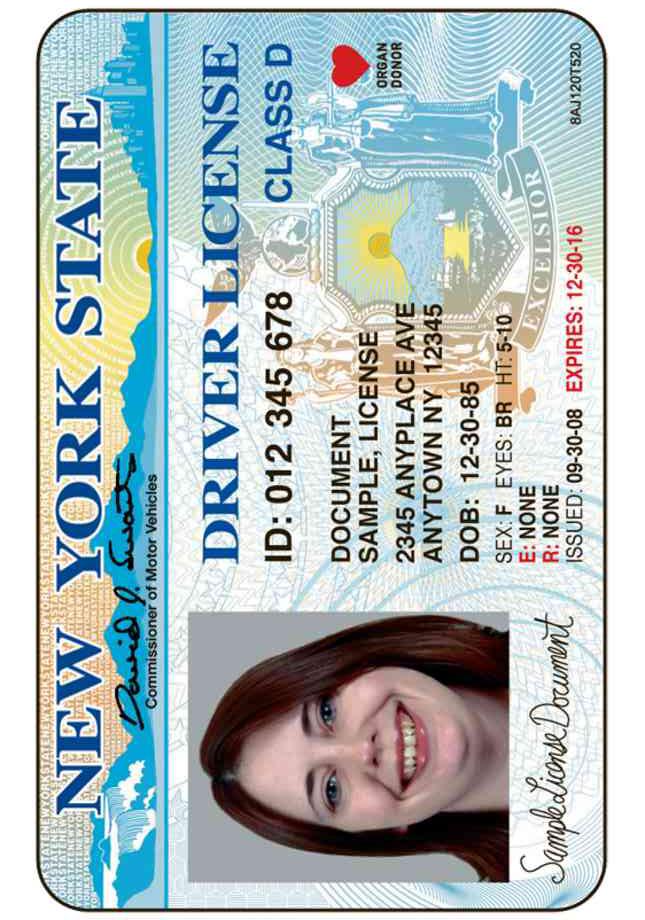 NEW YORK STATE
David J. Swarts
Commissioner of Motor Vehicles
DRIVER LICENSE
ID: 012 345 678 CLASS D
ORGAN
DONOR
DOCUMENT
SAMPLE, LICENSE
2345 ANYPLACE AVE
ANYTOWN NY 12345
DOB: 12-30-85
SEX: F EYES: BR HT: 5-10
E: NONE
R: NONE
ISSUED: 09-30-08 EXPIRES: 12-30-16
EXCELSIOR
8AJ120T520
Sample License Document